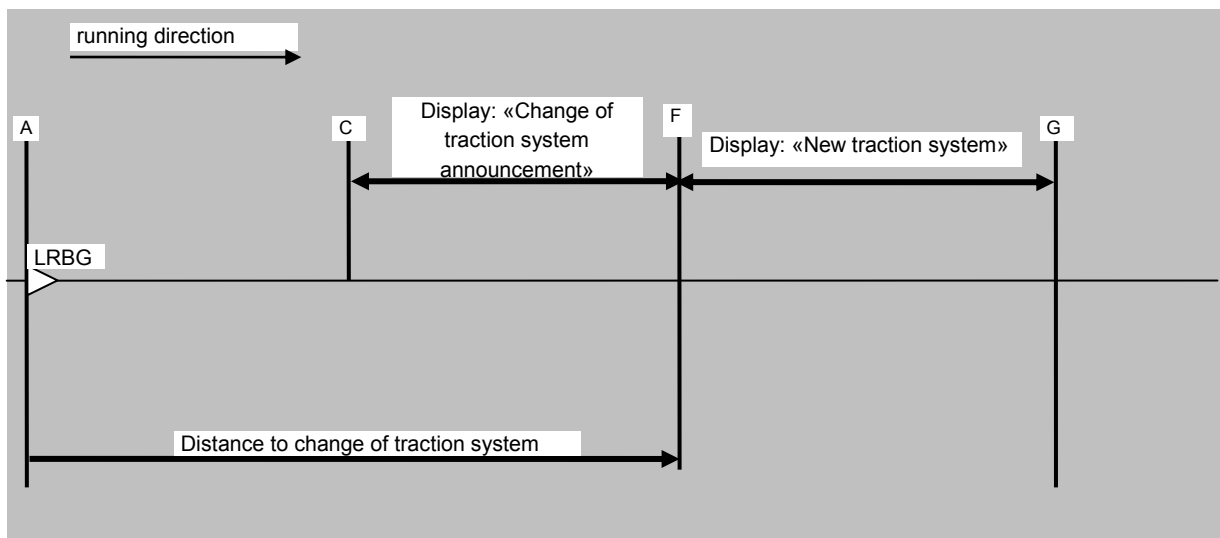 running direction
A
C
Display: «Change of
traction system
announcement»
F
Display: «New traction system»
G
LRBG
Distance to change of traction system